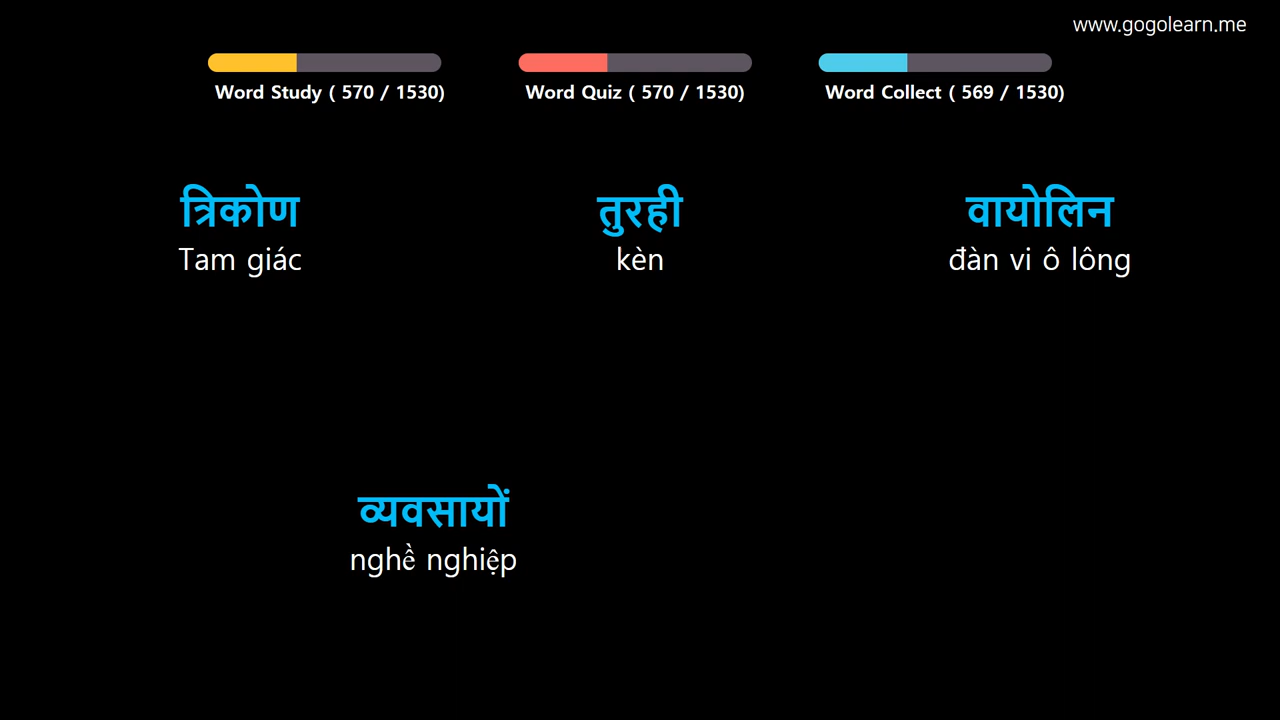 www.gogolearn.me
Word Study ( 570 / 1530)
Word Quiz ( 570 / 1530)
Word Collect ( 569 / 1530)
त्रिकोण
Tam giác
तुरही
kèn
वायोलिन
đàn vi ô lông
व्यवसायों
nghề nghiệp